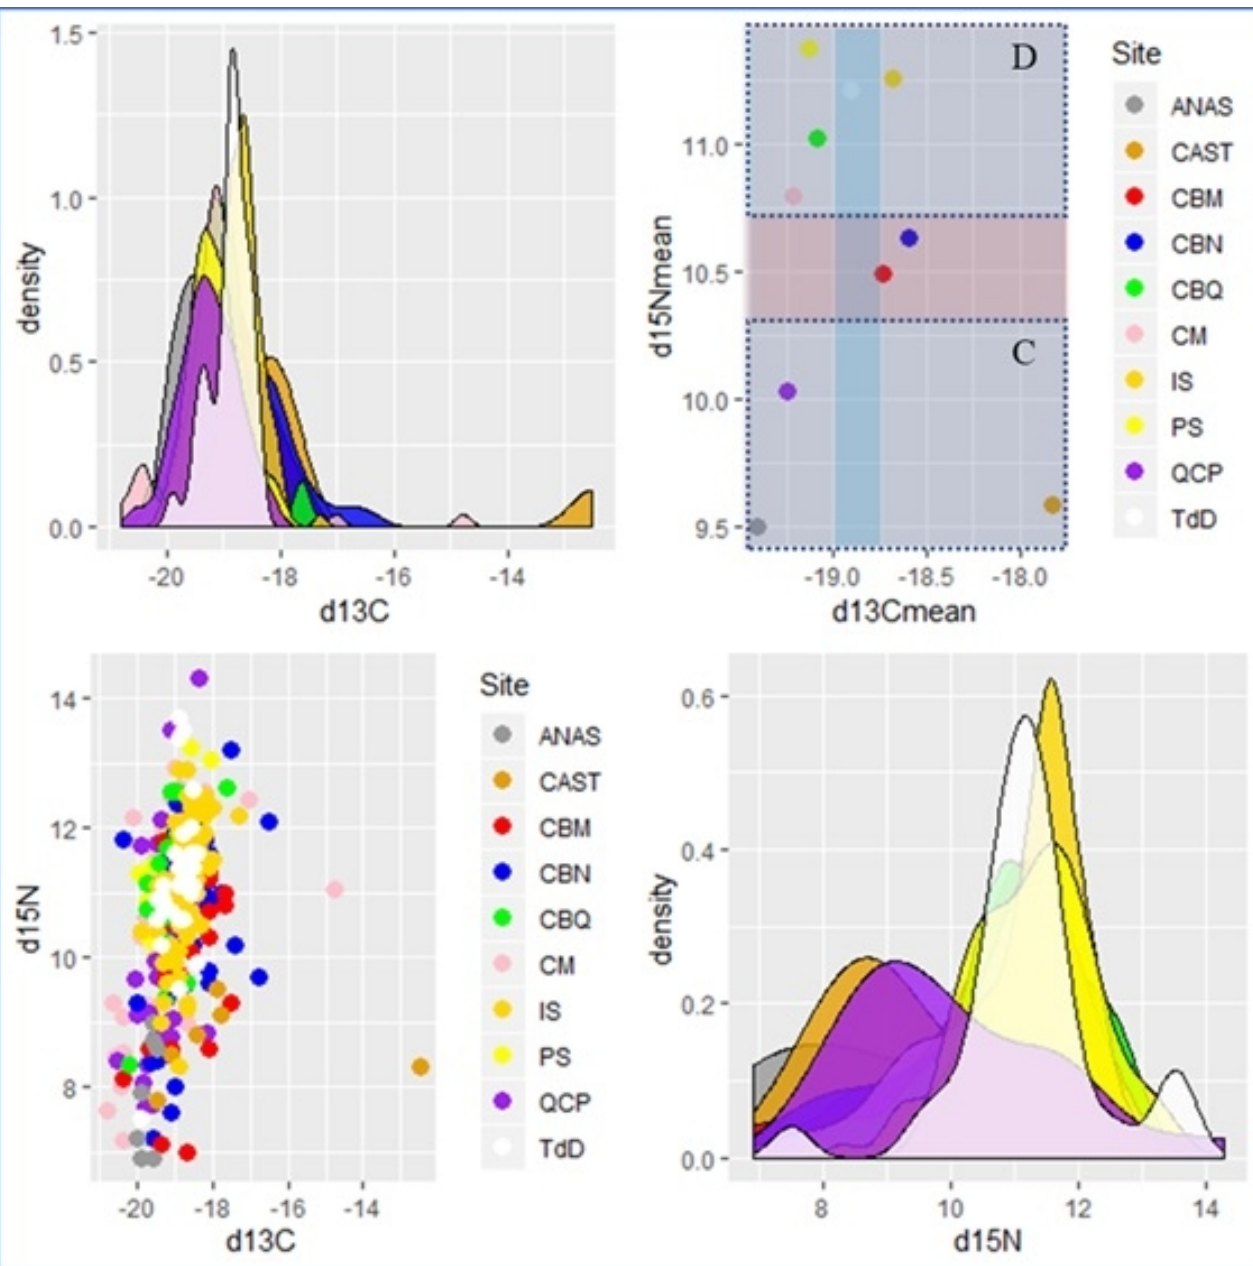 1.5
1.0
0.5
0.0
density
-20 -18 -16 -14
d13C
D
C
11.0
10.5
10.0
9.5
d15Nmean
-19.0 -18.5 -18.0
d13Cmean
Site
ANAS
CAST
CBM
CBN
CBQ
CM
IS
PS
QCP
TdD
14
12
10
8
d15N
-20 -18 -16 -14
d13C
Site
ANAS
CAST
CBM
CBN
CBQ
CM
IS
PS
QCP
TdD
0.6
0.4
0.2
0.0
density
8 10 12 14
d15N